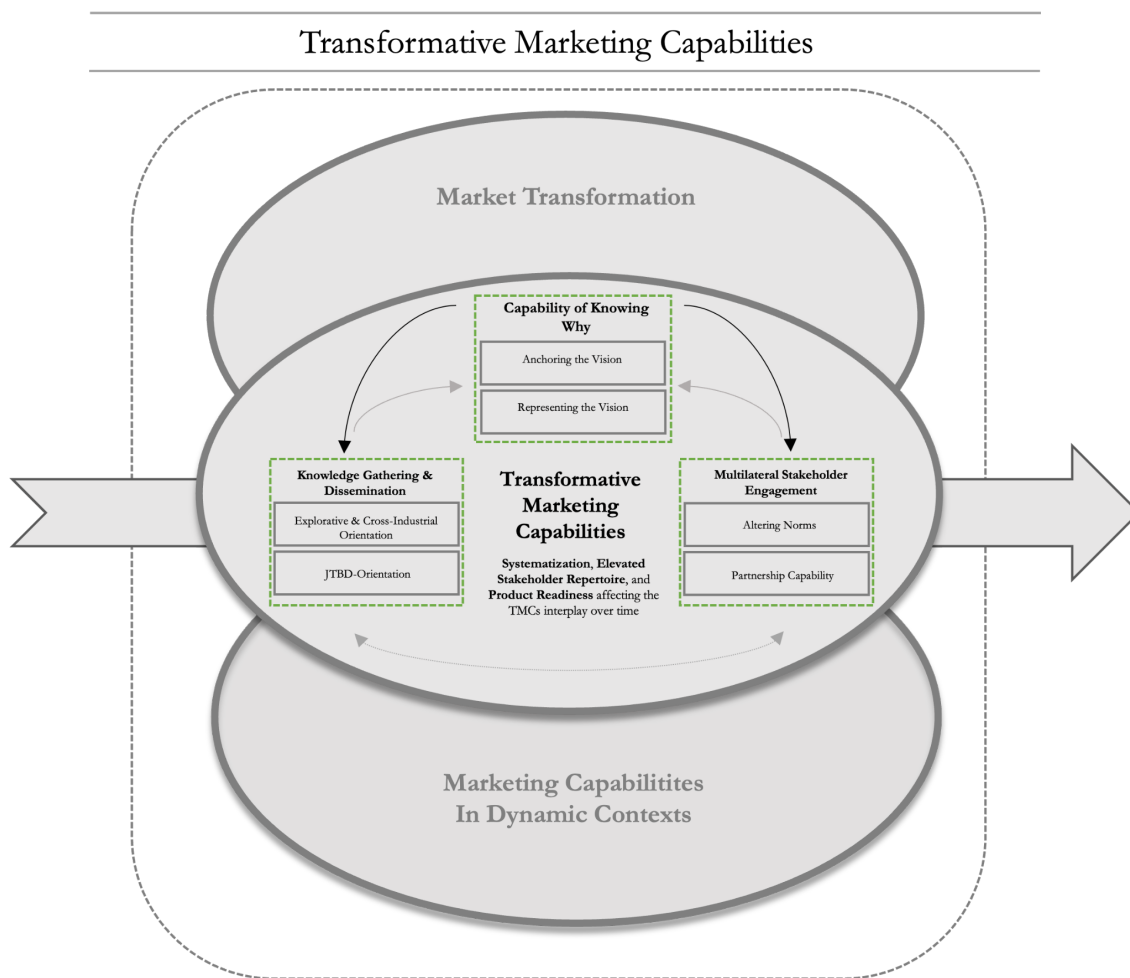 Transformative Marketing Capabilities
Market Transformation
Capability of Knowing
Why
Anchoring the Vision
Representing the Vision
Knowledge Gathering &
Dissemination
Explorative & Cross-Industrial
Orientation
JTBD-Orientation
Transformative
Marketing
Capabilities
Systematization, Elevated
Stakeholder Repertoire, and
Product Readiness affecting the
TMCs interplay over time
Multilateral Stakeholder
Engagement
Altering Norms
Partnership Capability
Marketing Capabilitites
In Dynamic Contexts